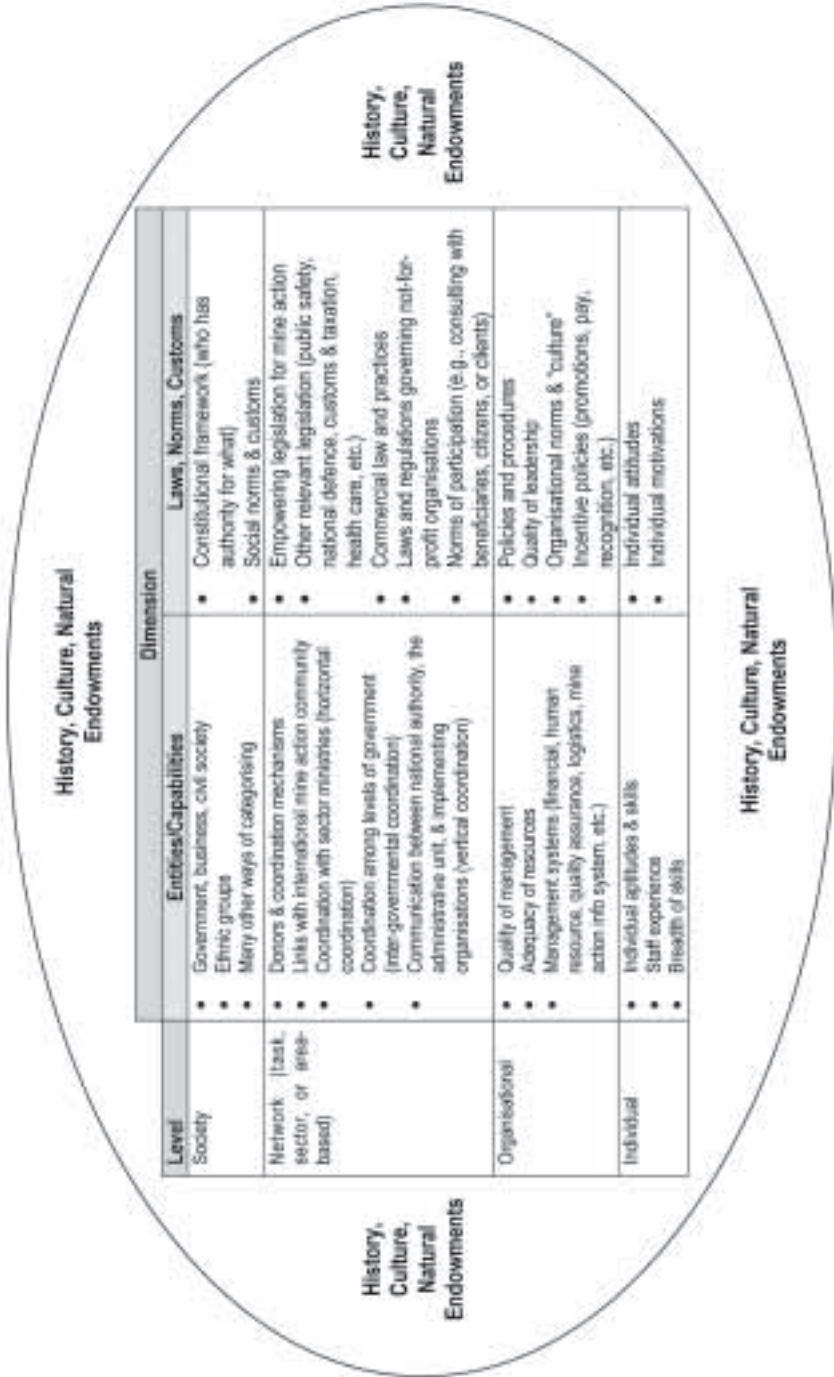 History, Culture, Natural
Endowments
History,
Culture,
Natural
Endowments
Dimension
Level
Entities/Capabilities
Laws, Norms, Customs
Society
• Government, business, civil society
• Ethnic groups
• Many other ways of categorising
• Constitutional framework (who has
authority for what)
• Social norms & customs
Network (task,
sector, or area-
based)
• Donors & coordination mechanisms
• Links with international mine action community
• Coordination with sector ministries (horizontal
coordination)
• Coordination among levels of government
(inter-governmental coordination)
• Communication between national authority, the
administrative unit, & implementing
organisations (vertical coordination)
• Empowering legislation for mine action
• Other relevant legislation (public safety,
national defence, customs & taxation,
health care, etc.)
• Commercial law and practices
• Laws and regulations governing not-for-
profit organisations
• Norms of participation (e.g., consulting with
beneficiaries, citizens, or clients)
Organisational
• Quality of management
• Adequacy of resources
• Management systems (financial, human
resource, quality assurance, logistics, mine
action info system, etc.)
• Policies and procedures
• Quality of leadership
• Organisational norms & "culture"
• Incentive policies (promotions, pay,
recognition, etc.)
Individual
• Individual aptitudes & skills
• Staff experience
• Breadth of skills
• Individual attitudes
• Individual motivations
History,
Culture,
Natural
Endowments
History, Culture, Natural
Endowments